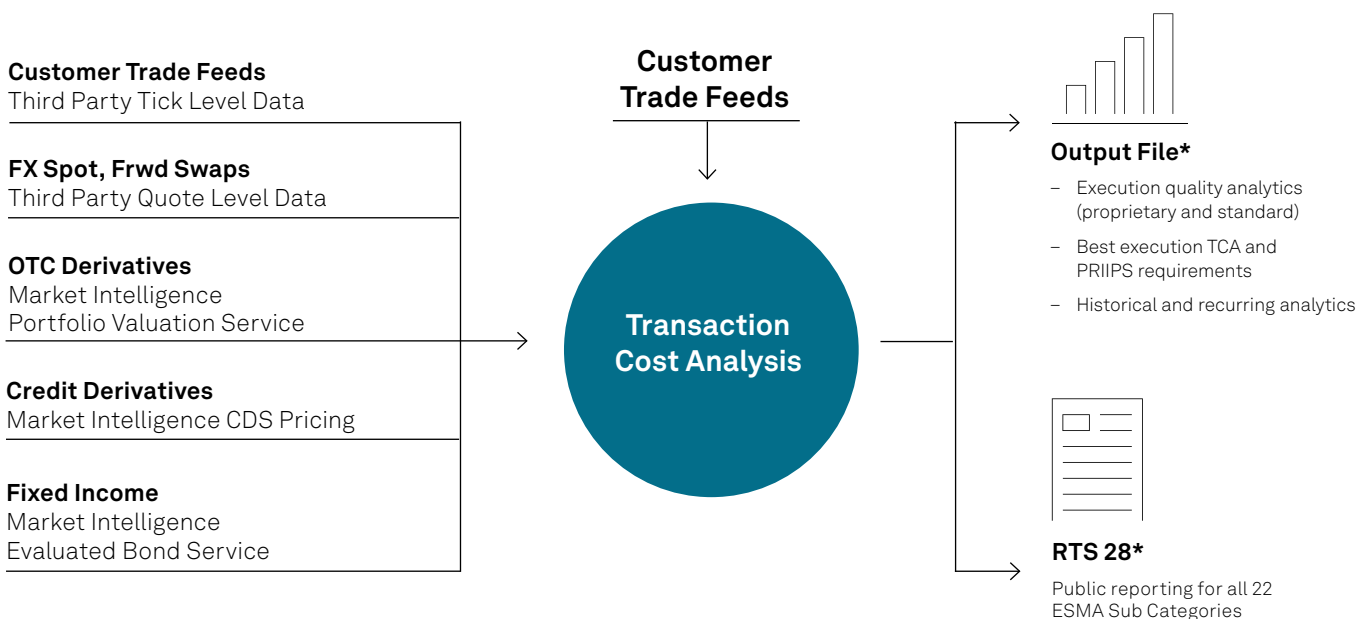 Customer Trade Feeds
Third Party Tick Level Data
FX Spot, Frwd Swaps
Third Party Quote Level Data
OTC Derivatives
Market Intelligence
Portfolio Valuation Service
Credit Derivatives
Market Intelligence CDS Pricing
Fixed Income
Market Intelligence
Evaluated Bond Service
Customer
Trade Feeds
Transaction
Cost Analysis
Output File*
– Execution quality analytics
(proprietary and standard)
– Best execution TCA and
PRIIPS requirements
– Historical and recurring analytics
RTS 28*
Public reporting for all 22
ESMA Sub Categories